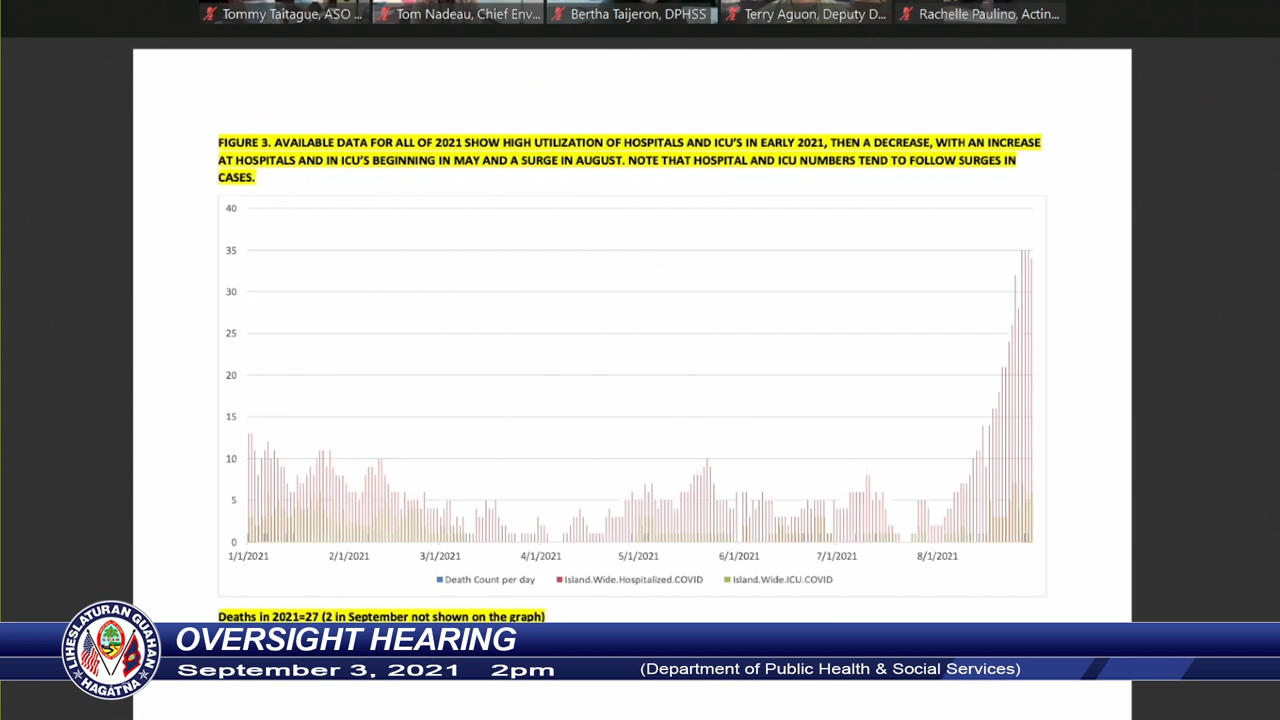 Tommy Taitague, ASO ...
Tom Nadeau, Chief Env...
Bertha Taijeron, DPHSS
Terry Aguon, Deputy D...
Rachelle Paulino, Actin...
FIGURE 3. AVAILABLE DATA FOR ALL OF 2021 SHOW HIGH UTILIZATION OF HOSPITALS AND ICU'S IN EARLY 2021, THEN A DECREASE, WITH AN INCREASE
AT HOSPITALS AND IN ICU'S BEGINNING IN MAY AND A SURGE IN AUGUST. NOTE THAT HOSPITAL AND ICU NUMBERS TEND TO FOLLOW SURGES IN
CASES.
40
35
30
25
20
15
10
5
0
1/1/2021 2/1/2021 3/1/2021 4/1/2021 5/1/2021 6/1/2021 7/1/2021 8/1/2021
Death Count per day Island.Wide.Hospitalized.COVID Island.Wide.ICU.COVID
Deaths in 2021=27 (2 in September not shown on the graph)
LIHESLATURAN GUAHAN
HAGÅTÑA
OVERSIGHT HEARING
September 3, 2021 2pm (Department of Public Health & Social Services)